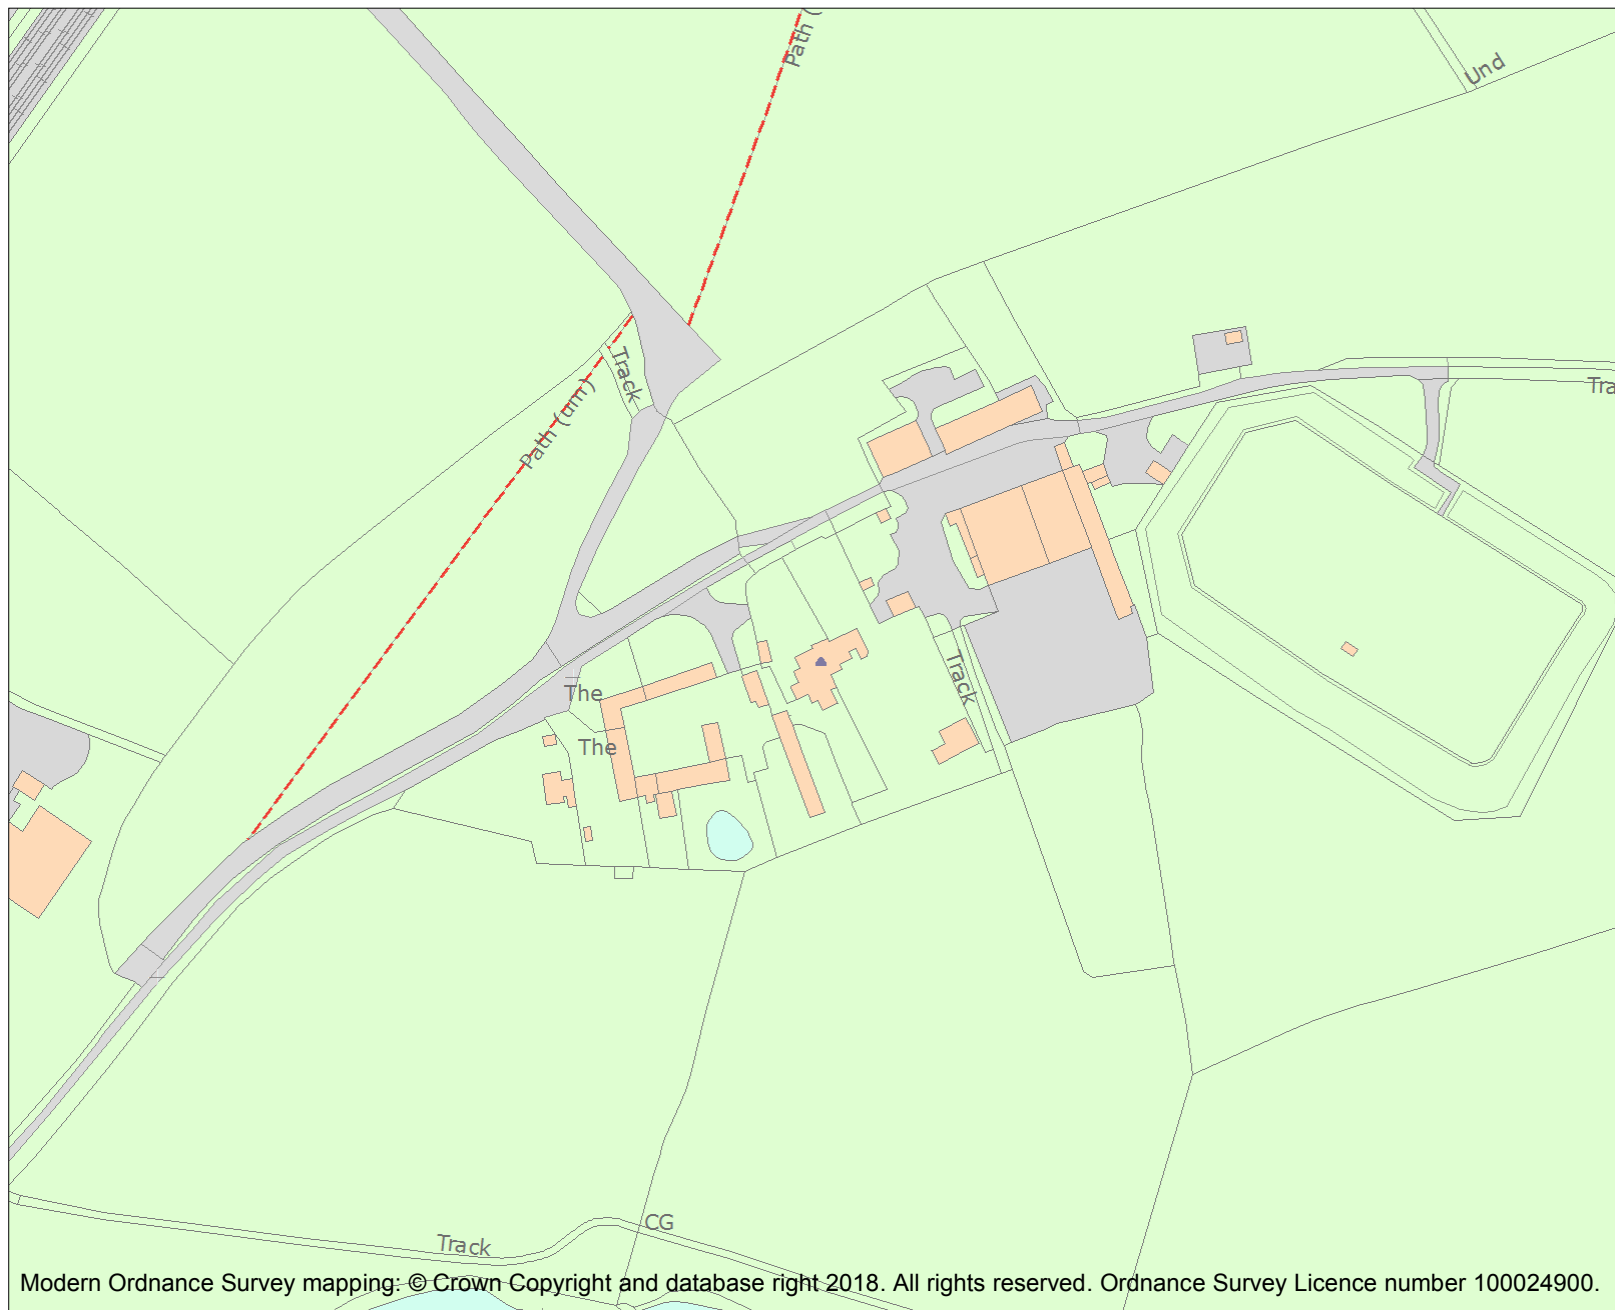 Path (
Und
Track
Path (um)
Tra
The
Track
The
CG
Track
Modern Ordnance Survey mapping: © Crown Copyright and database right 2018. All rights reserved. Ordnance Survey Licence number 100024900.